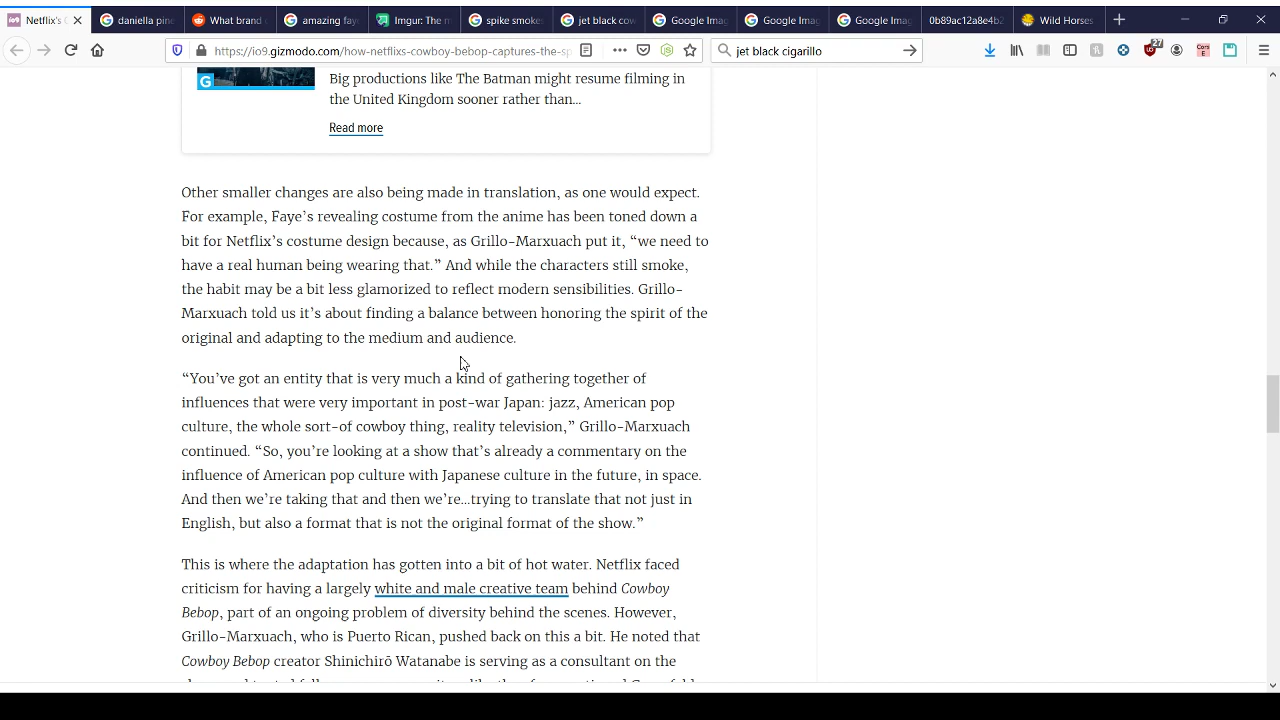 Netflix's C
daniella pine
What brand o
amazing faye
Imgur: The m
spike smokes
jet black cow
Google Imag
Google Imag
Google Imag
0b89ac12a8e4b2
Wild Horses
https://io9.gizmodo.com/how-netflixs-cowboy-bebop-captures-the-sp
jet black cigarillo
27
G
Big productions like The Batman might resume filming in
the United Kingdom sooner rather than...
Read more
Other smaller changes are also being made in translation, as one would expect.
For example, Faye's revealing costume from the anime has been toned down a
bit for Netflix's costume design because, as Grillo-Marxuach put it, “we need to
have a real human being wearing that.” And while the characters still smoke,
the habit may be a bit less glamorized to reflect modern sensibilities. Grillo-
Marxuach told us it's about finding a balance between honoring the spirit of the
original and adapting to the medium and audience.
“You've got an entity that is very much a kind of gathering together of
influences that were very important in post-war Japan: jazz, American pop
culture, the whole sort-of cowboy thing, reality television,” Grillo-Marxuach
continued. “So, you're looking at a show that's already a commentary on the
influence of American pop culture with Japanese culture in the future, in space.
And then we're taking that and then we're...trying to translate that not just in
English, but also a format that is not the original format of the show.”
This is where the adaptation has gotten into a bit of hot water. Netflix faced
criticism for having a largely white and male creative team behind Cowboy
Bebop, part of an ongoing problem of diversity behind the scenes. However,
Grillo-Marxuach, who is Puerto Rican, pushed back on this a bit. He noted that
Cowboy Bebop creator Shinichirō Watanabe is serving as a consultant on the